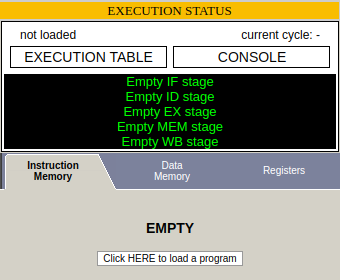 EXECUTION STATUS
not loaded current cycle: -
EXECUTION TABLE CONSOLE
Empty IF stage
Empty ID stage
Empty EX stage
Empty MEM stage
Empty WB stage
Instruction Memory
Data Memory
Registers
EMPTY
Click HERE to load a program